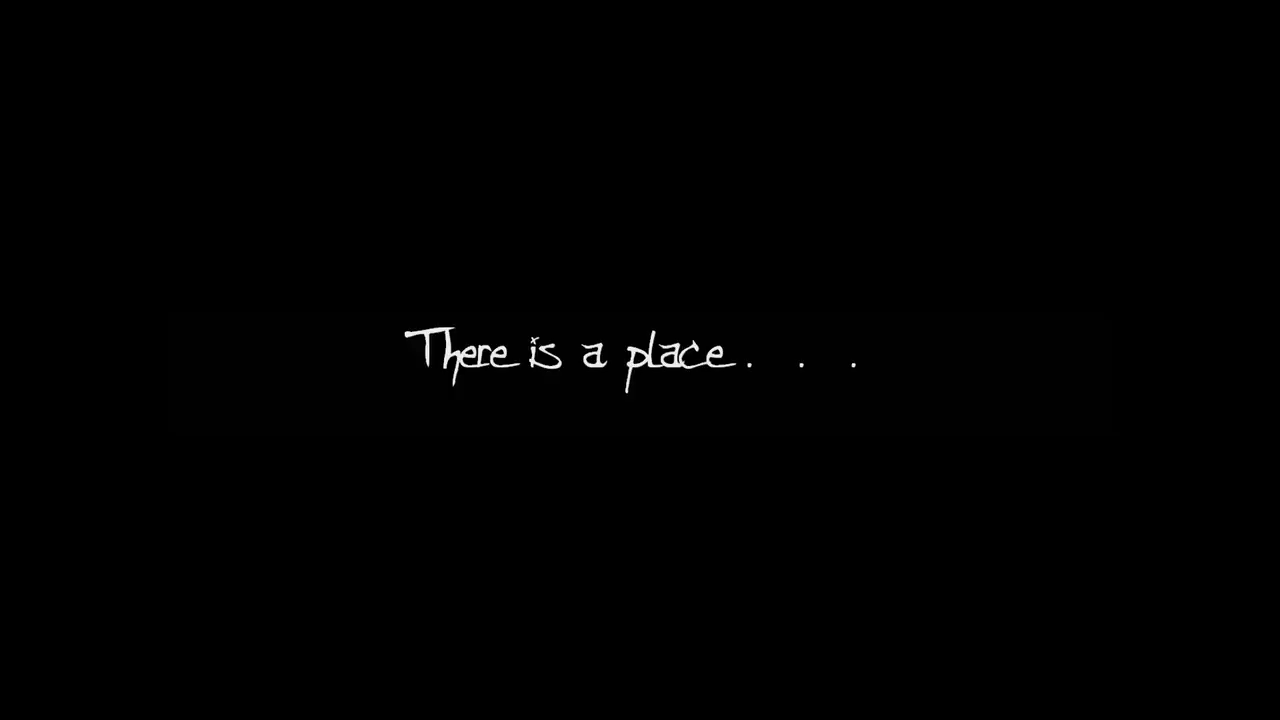 There is a place . . .